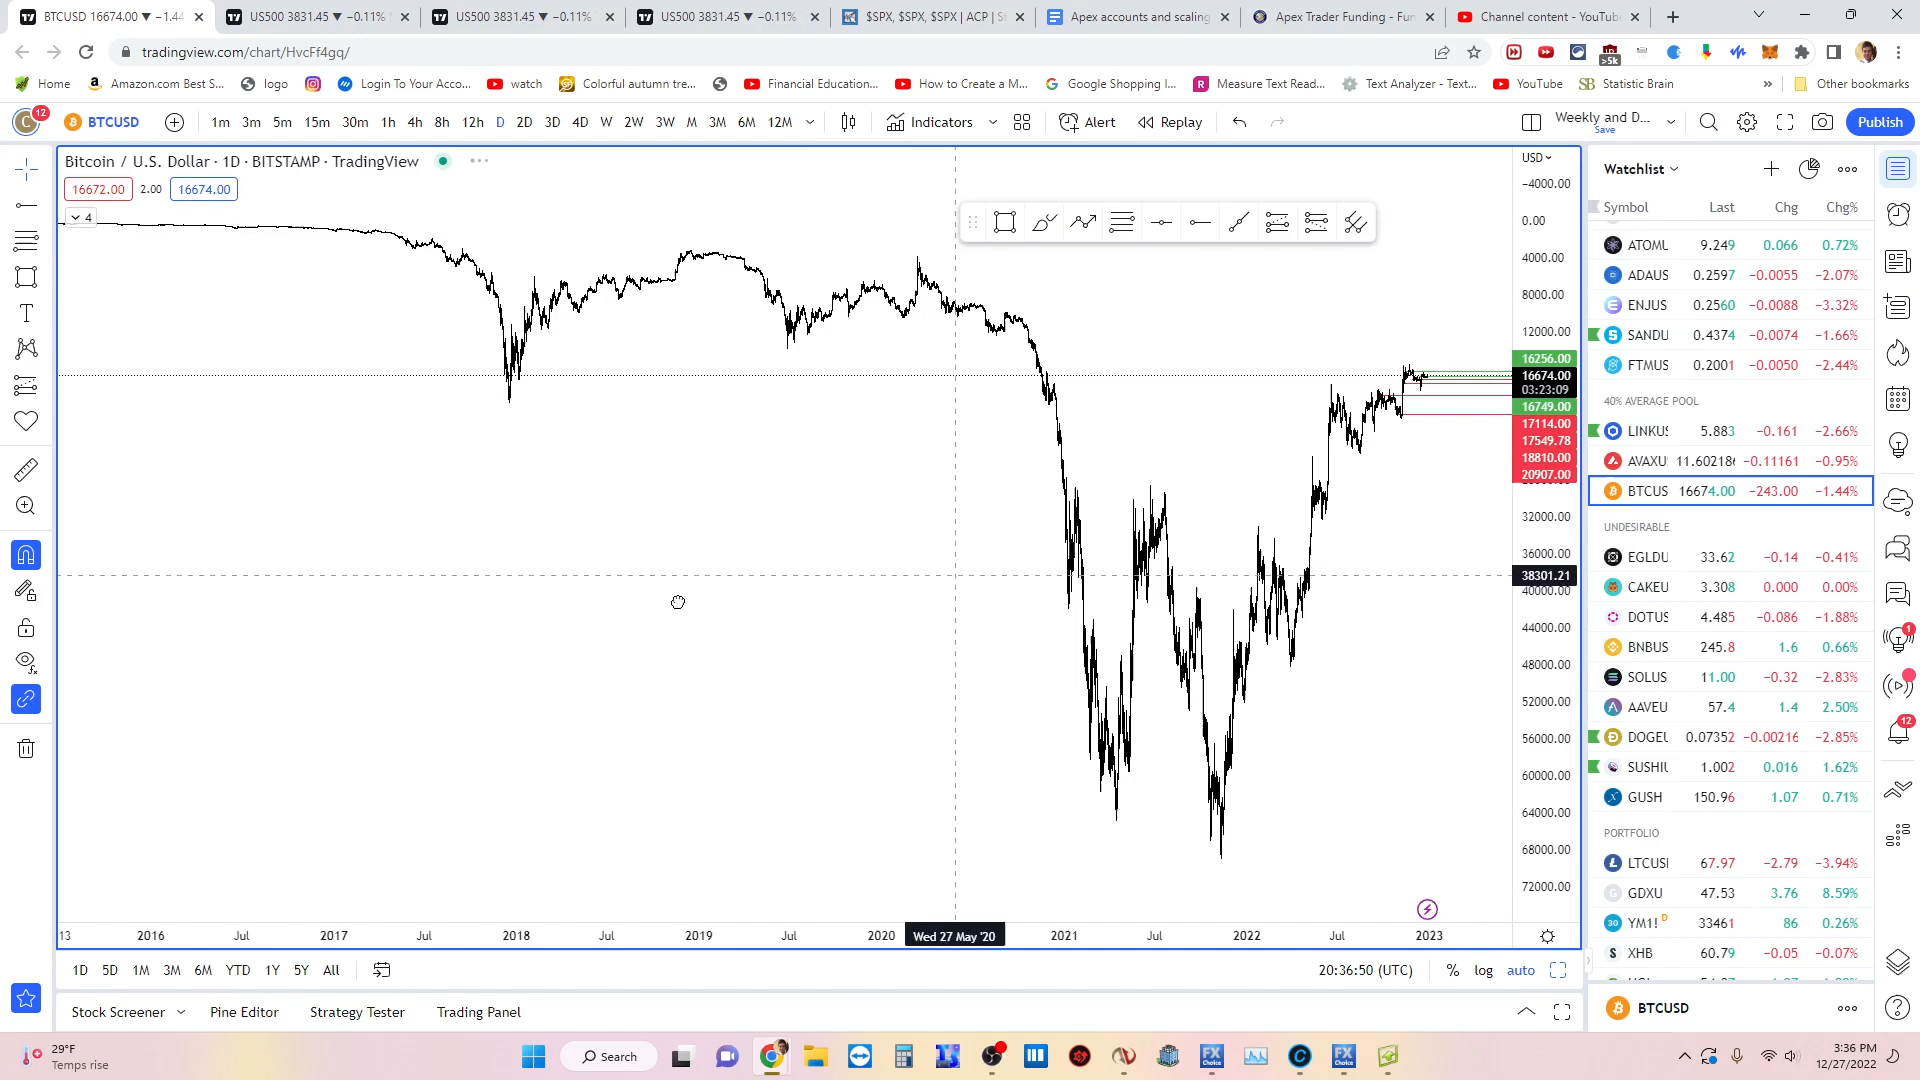 BTCUSD 16674.00 ▼ −1.44
US500 3831.45 ▼ −0.11%
US500 3831.45 ▼ −0.11%
US500 3831.45 ▼ −0.11%
$SPX, $SPX, $SPX | ACP | St
Apex accounts and scaling
Apex Trader Funding - Fun
Channel content - YouTube
tradingview.com/chart/HvcFf4gq/
>5k
Home
Amazon.com Best S...
logo
Login To Your Acco...
watch
Colorful autumn tre...
Financial Education...
How to Create a M...
Google Shopping I...
Measure Text Read...
Text Analyzer - Text...
YouTube
Statistic Brain
»
Other bookmarks
C 12
BTCUSD
1m 3m 5m 15m 30m 1h 4h 8h 12h D 2D 3D 4D W 2W 3W M 3M 6M 12M
Indicators
Alert
Replay
Weekly and D...
Save
Publish
Bitcoin / U.S. Dollar · 1D · BITSTAMP · TradingView
16672.00 2.00 16674.00
4
USD
−4000.00
0.00
4000.00
8000.00
12000.00
16256.00
16674.00
03:23:09
16749.00
17114.00
17549.78
18810.00
20907.00
32000.00
36000.00
38301.21
40000.00
44000.00
48000.00
52000.00
56000.00
60000.00
64000.00
68000.00
72000.00
13 2016 Jul 2017 Jul 2018 Jul 2019 Jul 2020 Wed 27 May '20 2021 Jul 2022 Jul 2023
1D 5D 1M 3M 6M YTD 1Y 5Y All
20:36:50 (UTC) % log auto
Stock Screener Pine Editor Strategy Tester Trading Panel
Watchlist
Symbol Last Chg Chg%
ATOMU 9.249 0.066 0.72%
ADAUS 0.2597 −0.0055 −2.07%
ENJUS 0.2560 −0.0088 −3.32%
SANDU 0.4374 −0.0074 −1.66%
FTMUS 0.2001 −0.0050 −2.44%
40% AVERAGE POOL
LINKUS 5.883 −0.161 −2.66%
AVAXU 11.602186 −0.11161 −0.95%
BTCUS 16674.00 −243.00 −1.44%
UNDESIRABLE
EGLDU 33.62 −0.14 −0.41%
CAKEU 3.308 0.000 0.00%
DOTUS 4.485 −0.086 −1.88%
BNBUS 245.8 1.6 0.66%
SOLUS 11.00 −0.32 −2.83%
AAVEU 57.4 1.4 2.50%
DOGEU 0.07352 −0.00216 −2.85%
SUSHIU 1.002 0.016 1.62%
GUSH 150.96 1.07 0.71%
PORTFOLIO
LTCUSI 67.97 −2.79 −3.94%
GDXU 47.53 3.76 8.59%
YM1! D 33461 86 0.26%
XHB 60.79 −0.05 −0.07%
BTCUSD
1
12
29°F
Temps rise
Search
FX Choice
FX Choice
3:36 PM
12/27/2022